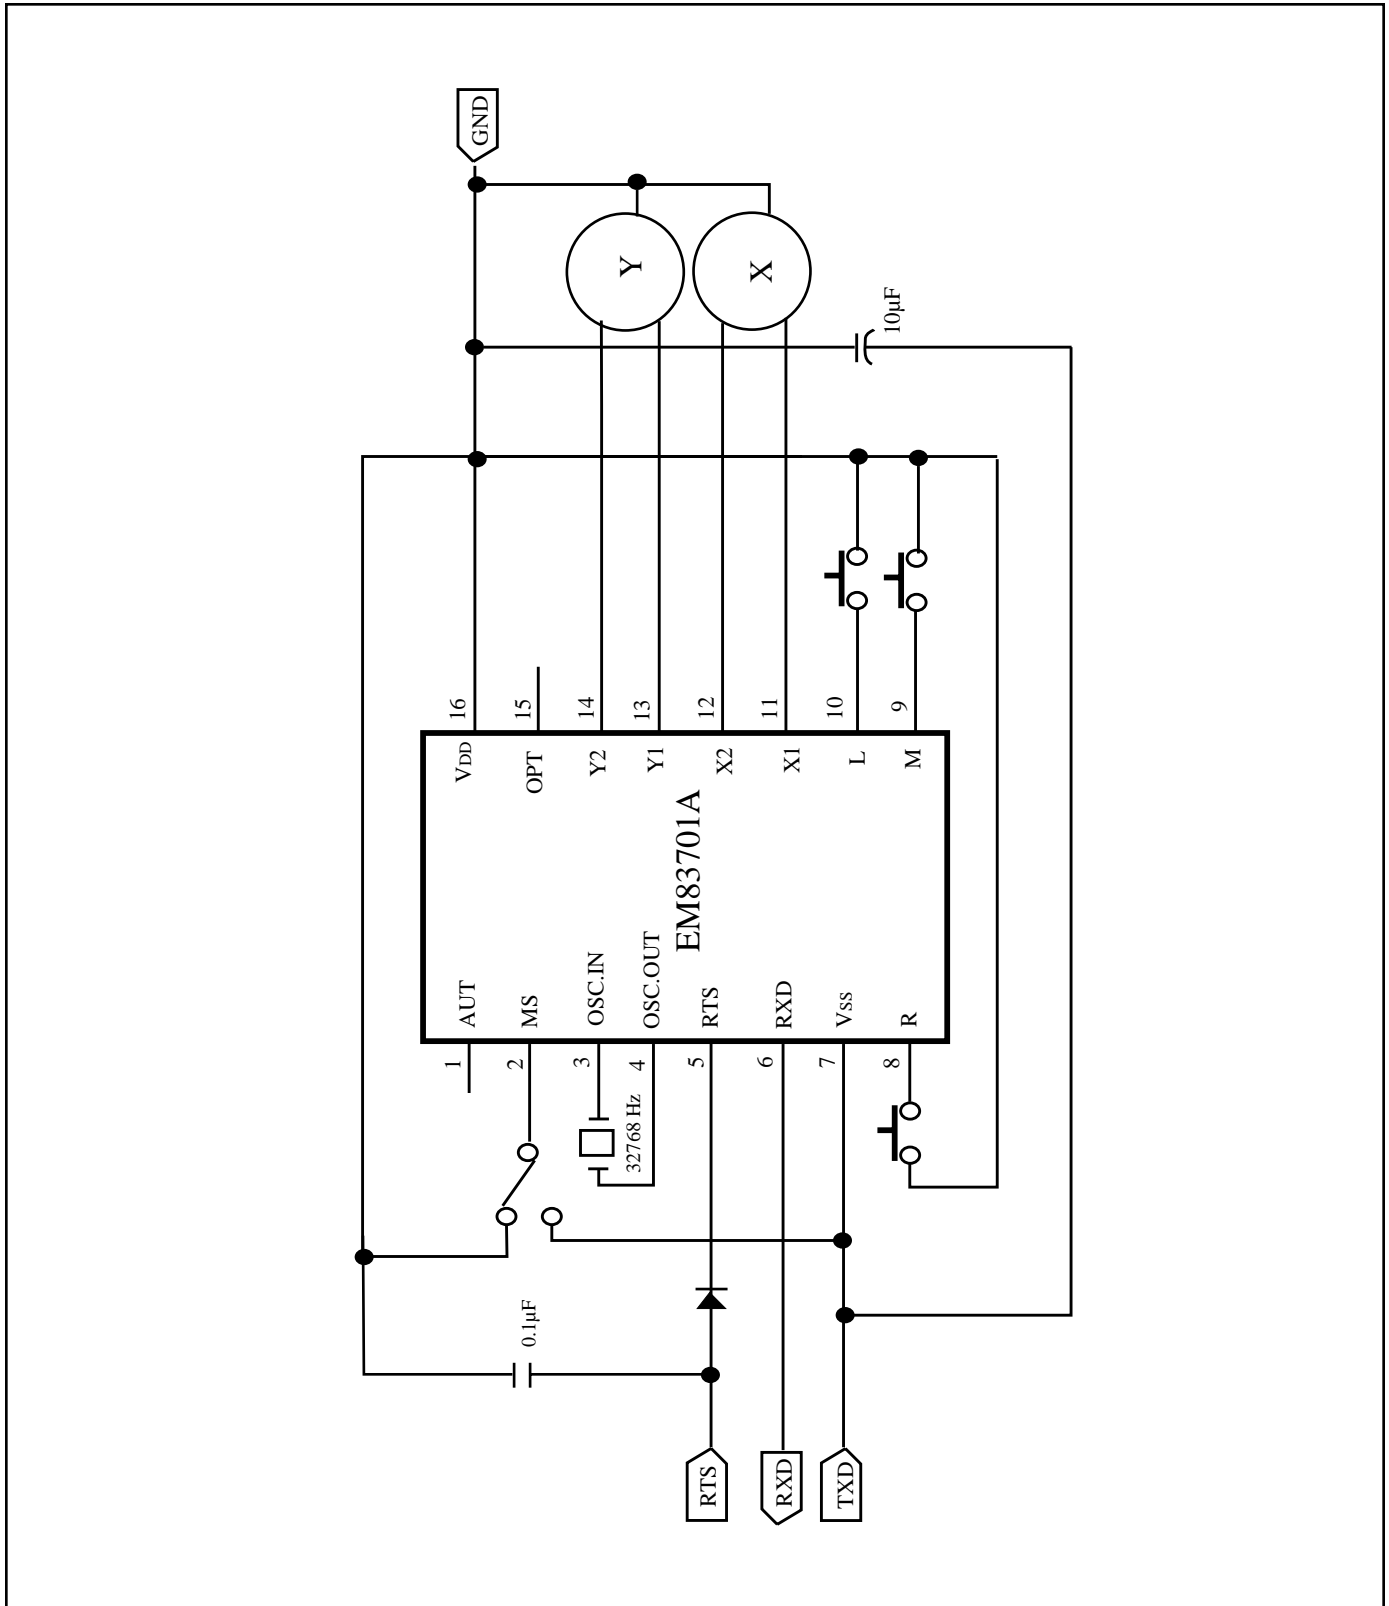 GND
Y
X
10µF
16
15
14
13
12
11
10
9
VDD
OPT
Y2
Y1
X2
X1
L
M
EM83701A
AUT
MS
OSC.IN
OSC.OUT
RTS
RXD
Vss
R
1
2
3
4
5
6
7
8
32768 Hz
0.1µF
RTS
RXD
TXD